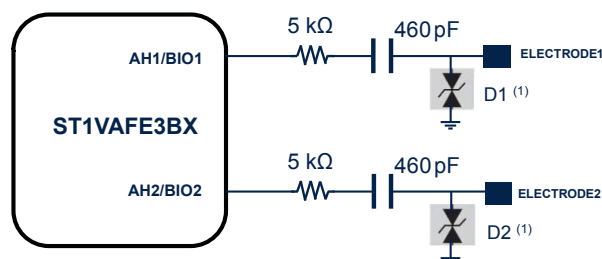 5 kΩ
460 pF
AH1/BIO1
ELECTRODE1
D1 (1)
ST1VAFE3BX
5 kΩ
460 pF
AH2/BIO2
ELECTRODE2
D2 (1)